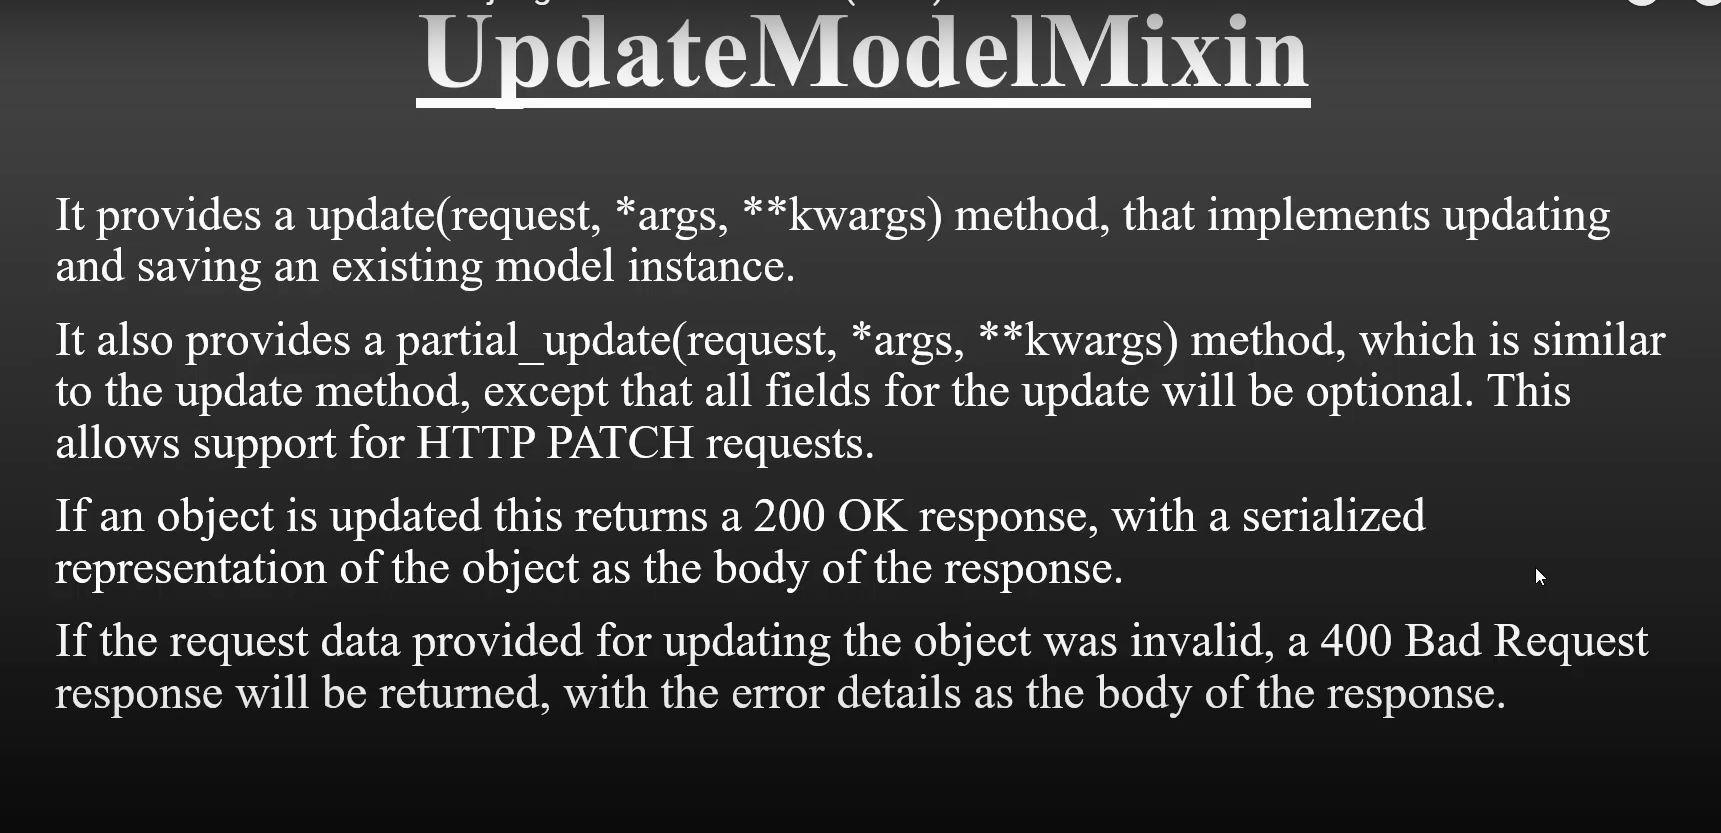 UpdateModelMixin
It provides a update(request, *args, **kwargs) method, that implements updating
and saving an existing model instance.
It also provides a partial_update(request, *args, **kwargs) method, which is similar
to the update method, except that all fields for the update will be optional. This
allows support for HTTP PATCH requests.
If an object is updated this returns a 200 OK response, with a serialized
representation of the object as the body of the response.
If the request data provided for updating the object was invalid, a 400 Bad Request
response will be returned, with the error details as the body of the response.